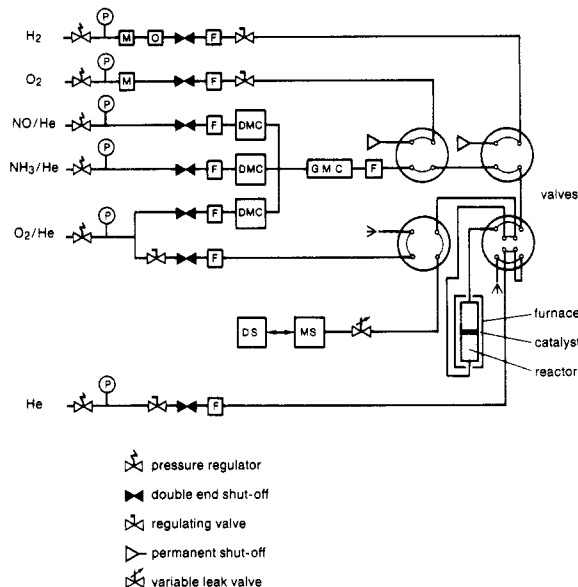 H2 P M O F
O2 P M F
NO/He P F DMC
NH3/He P F DMC GMC F
valves
F DMC
O2/He P
F
furnace
DS MS
catalyst
reactor
He P F
pressure regulator
double end shut-off
regulating valve
permanent shut-off
variable leak valve